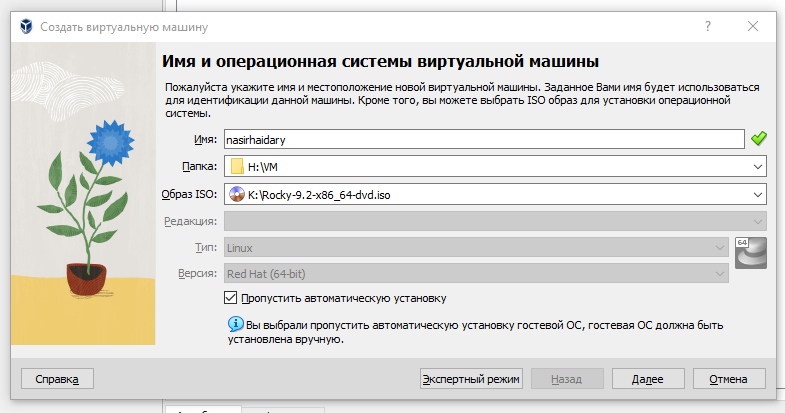 Создать виртуальную машину
Имя и операционная системы виртуальной машины
Пожалуйста укажите имя и местоположение новой виртуальной машины. Заданное Вами имя будет использоваться
для идентификации данной машины. Кроме того, вы можете выбрать ISO образ для установки операционной
системы.
Имя: nasirhaidary
Папка: H:\VM
Образ ISO: K:\Rocky-9.2-x86_64-dvd.iso
Редакция:
Тип: Linux
64
Версия: Red Hat (64-bit)
Пропустить автоматическую установку
Вы выбрали пропустить автоматическую установку гостевой ОС, гостевая ОС должна быть
установлена вручную.
Справка Экспертный режим Назад Далее Отмена